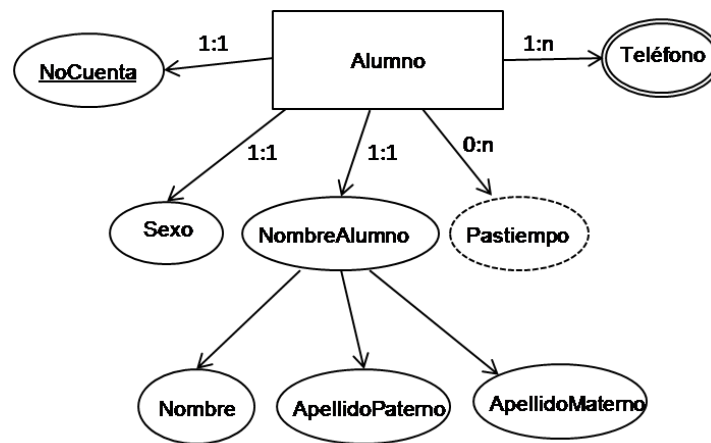 NoCuenta
1:1
Alumno
1:n
Teléfono
1:1
1:1
0:n
Sexo
NombreAlumno
Pastiempo
Nombre
ApellidoPaterno
ApellidoMaterno